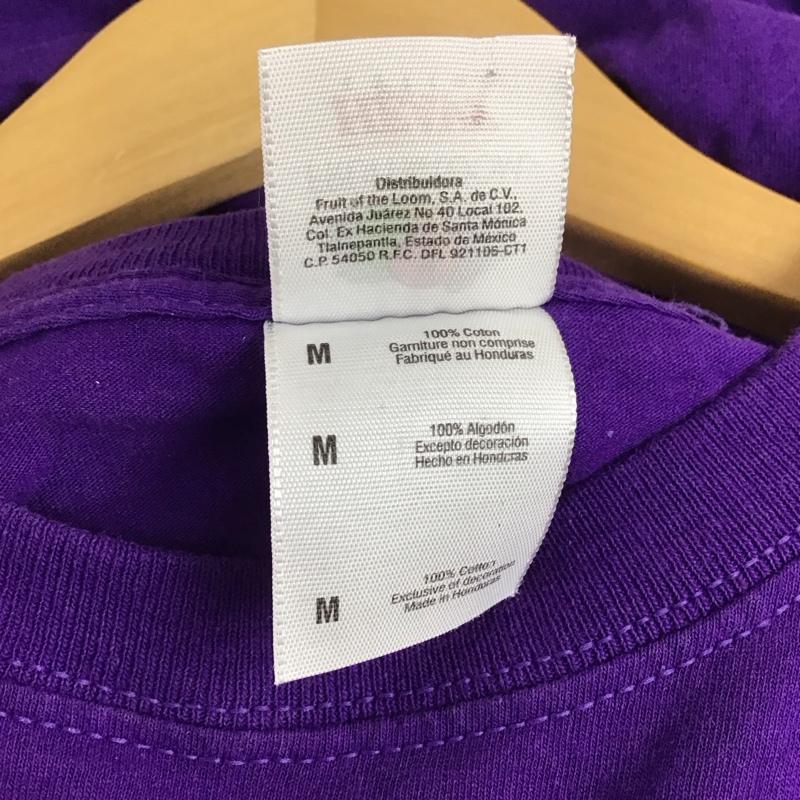 Distribuidora
Fruit of the Loom, S.A. de C.V.,
Avenida Juárez No 40 Local 102,
Col. Ex Hacienda de Santa Mónica
Tlalnepantla, Estado de México
C.P. 54050 R.F.C. DFL 921106-CT1
M
100% Coton
Garniture non comprise
Fabriqué au Honduras
M
100% Algodón
Excepto decoración
Hecho en Honduras
M
100% Cotton
Exclusive of decoration
Made in Honduras